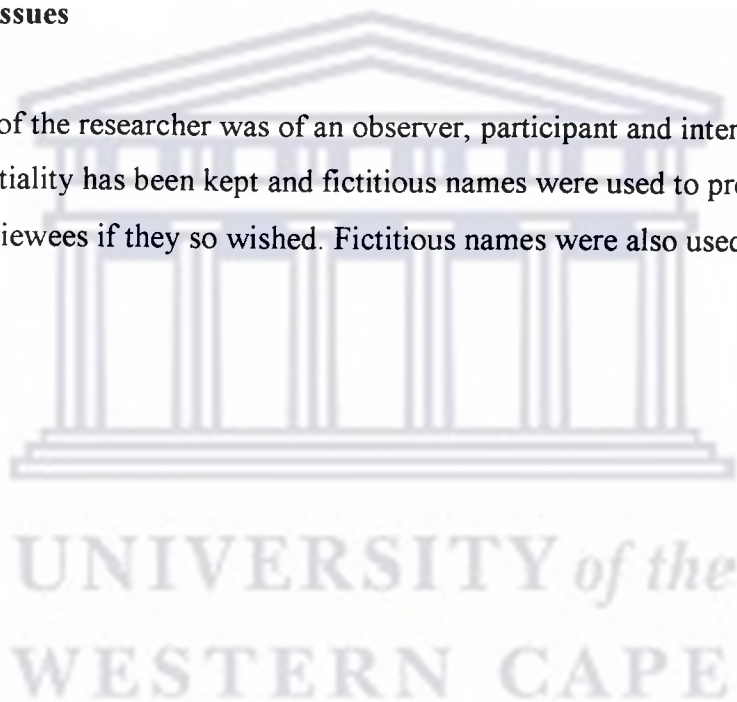 ssues
of the researcher was of an observer, participant and inter
tiality has been kept and fictitious names were used to pr
viewees if they so wished. Fictitious names were also used
UNIVERSITY of the
WESTERN CAPE